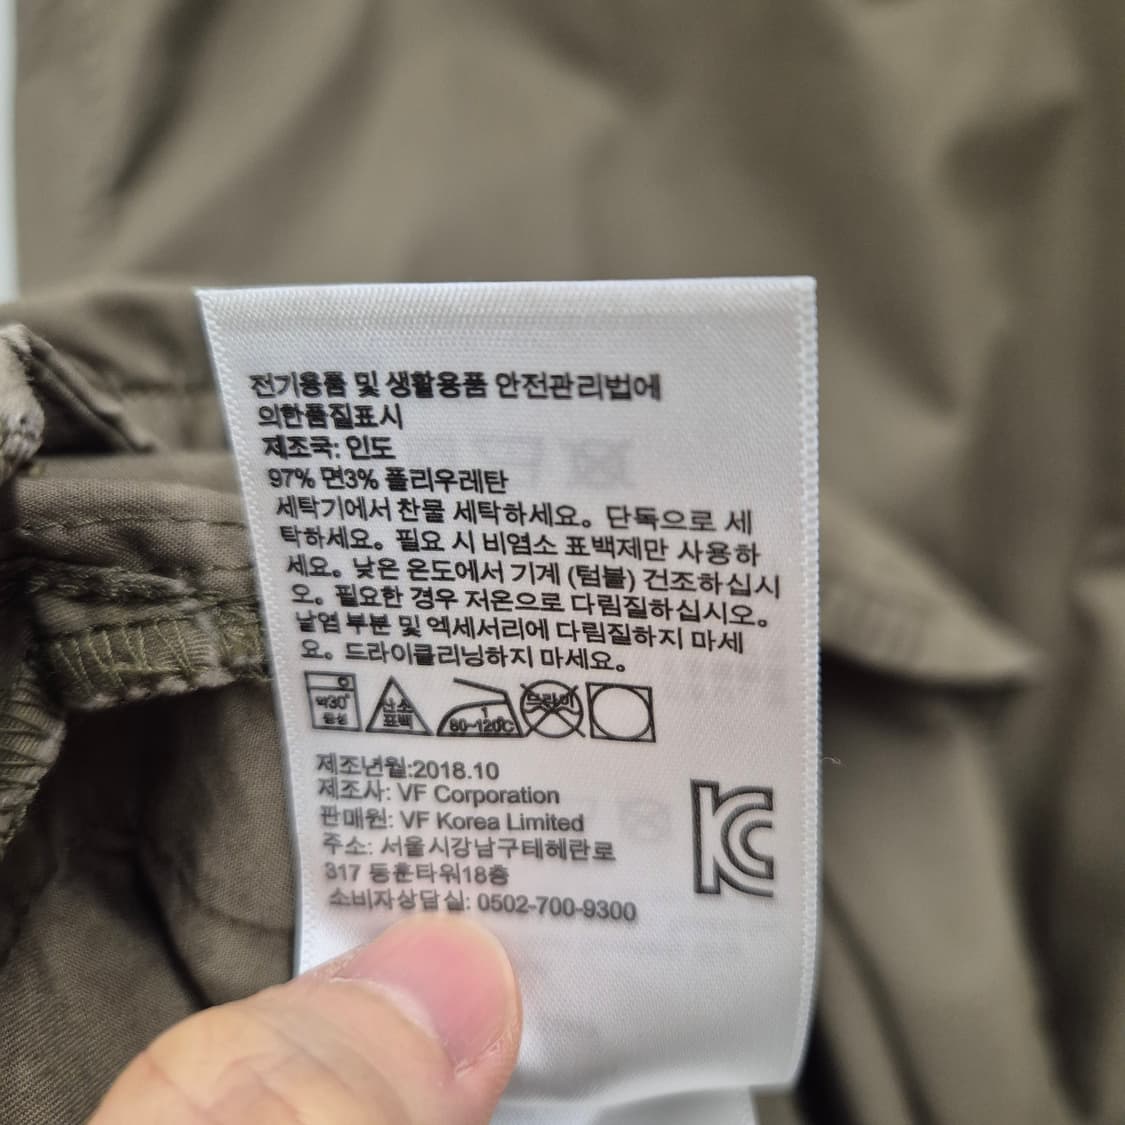 전기용품 및 생활용품 안전관리법에
의한품질표시
제조국: 인도
97% 면3% 폴리우레탄
세탁기에서 찬물 세탁하세요. 단독으로 세
탁하세요. 필요 시 비염소 표백제만 사용하
세요. 낮은 온도에서 기계 (텀블) 건조하십시
오. 필요한 경우 저온으로 다림질하십시오.
날염 부분 및 엑세서리에 다림질하지 마세
요. 드라이클리닝하지 마세요.
약30° 중성 산소 표백 1 80~120℃ 드라이
제조년월:2018.10
제조사: VF Corporation
판매원: VF Korea Limited
주소: 서울시강남구테헤란로
317 동훈타워18층
소비자상담실: 0502-700-9300
KC